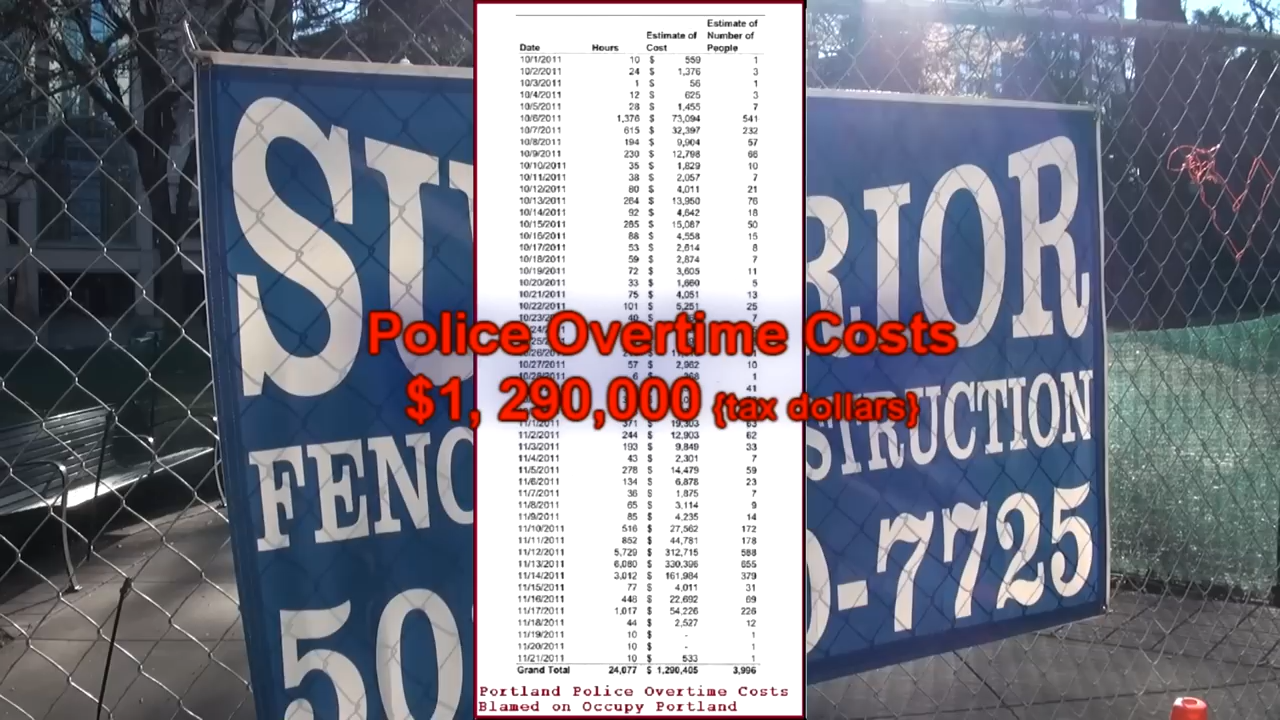 Estimate of
Estimate of Number of
Date Hours Cost People
10/1/2011 10 $ 559 1
10/2/2011 24 $ 1,376 3
10/3/2011 1 $ 56 1
10/4/2011 12 $ 625 3
10/5/2011 28 $ 1,455 7
10/6/2011 1,376 $ 73,094 541
10/7/2011 615 $ 32,397 232
10/8/2011 194 $ 9,904 57
10/9/2011 230 $ 12,798 66
10/10/2011 35 $ 1,829 10
10/11/2011 38 $ 2,057 7
10/12/2011 80 $ 4,011 21
10/13/2011 264 $ 13,950 76
10/14/2011 92 $ 4,642 18
10/15/2011 285 $ 15,087 50
10/16/2011 88 $ 4,558 15
10/17/2011 53 $ 2,614 8
10/18/2011 59 $ 2,874 7
10/19/2011 72 $ 3,605 11
10/20/2011 33 $ 1,660 5
10/21/2011 75 $ 4,051 13
10/22/2011 101 $ 5,251 25
Police Overtime Costs
10/27/2011 57 $ 2,962 10
$1, 290,000 {tax dollars}
11/1/2011 371 $ 19,303 63
11/2/2011 244 $ 12,903 62
11/3/2011 193 $ 9,849 33
11/4/2011 43 $ 2,301 7
11/5/2011 278 $ 14,479 59
11/6/2011 134 $ 6,878 23
11/7/2011 36 $ 1,875 7
11/8/2011 65 $ 3,114 9
11/9/2011 85 $ 4,235 14
11/10/2011 516 $ 27,562 172
11/11/2011 852 $ 44,781 178
11/12/2011 5,729 $ 312,715 588
11/13/2011 6,080 $ 330,396 655
11/14/2011 3,012 $ 161,984 379
11/15/2011 77 $ 4,011 31
11/16/2011 448 $ 22,692 69
11/17/2011 1,017 $ 54,226 226
11/18/2011 44 $ 2,527 12
11/19/2011 10 $ - 1
11/20/2011 10 $ - 1
11/21/2011 10 $ 533 1
Grand Total 24,077 $ 1,290,405 3,996
Portland Police Overtime Costs
Blamed on Occupy Portland
SU RIOR
FENC STRUCTION
50 -7725